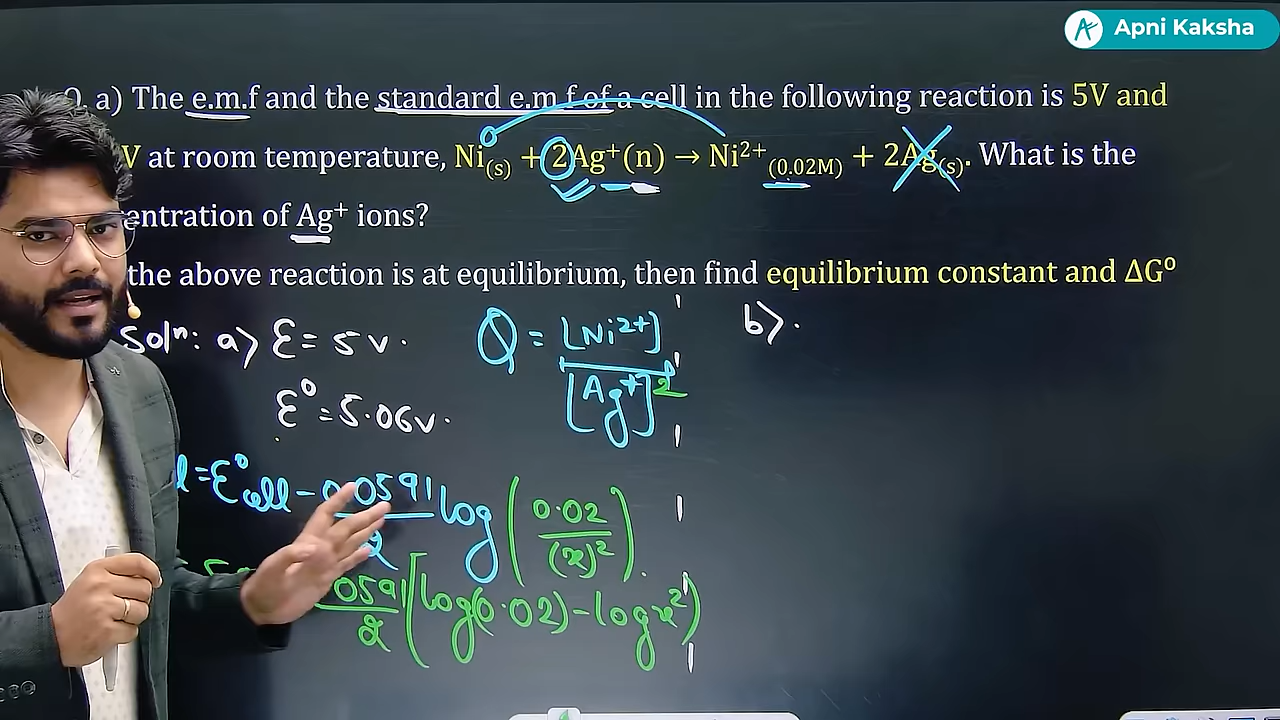 Apni Kaksha
Q. a) The e.m.f and the standard e.m.f of a cell in the following reaction is 5V and
V at room temperature, Ni(s) + 2Ag⁺(n) → Ni²⁺(0.02M) + 2Ag(s). What is the
entration of Ag⁺ ions?
the above reaction is at equilibrium, then find equilibrium constant and ΔG⁰
Solⁿ: a) Ɛ = 5v.
Ɛ⁰ = 5.06v.
Q = [Ni²⁺] / [Ag⁺]²
b) .
l = Ɛ⁰cell - 0.0591/2 log (0.02/(x)²)
0591/2 (log(0.02) - log x²)